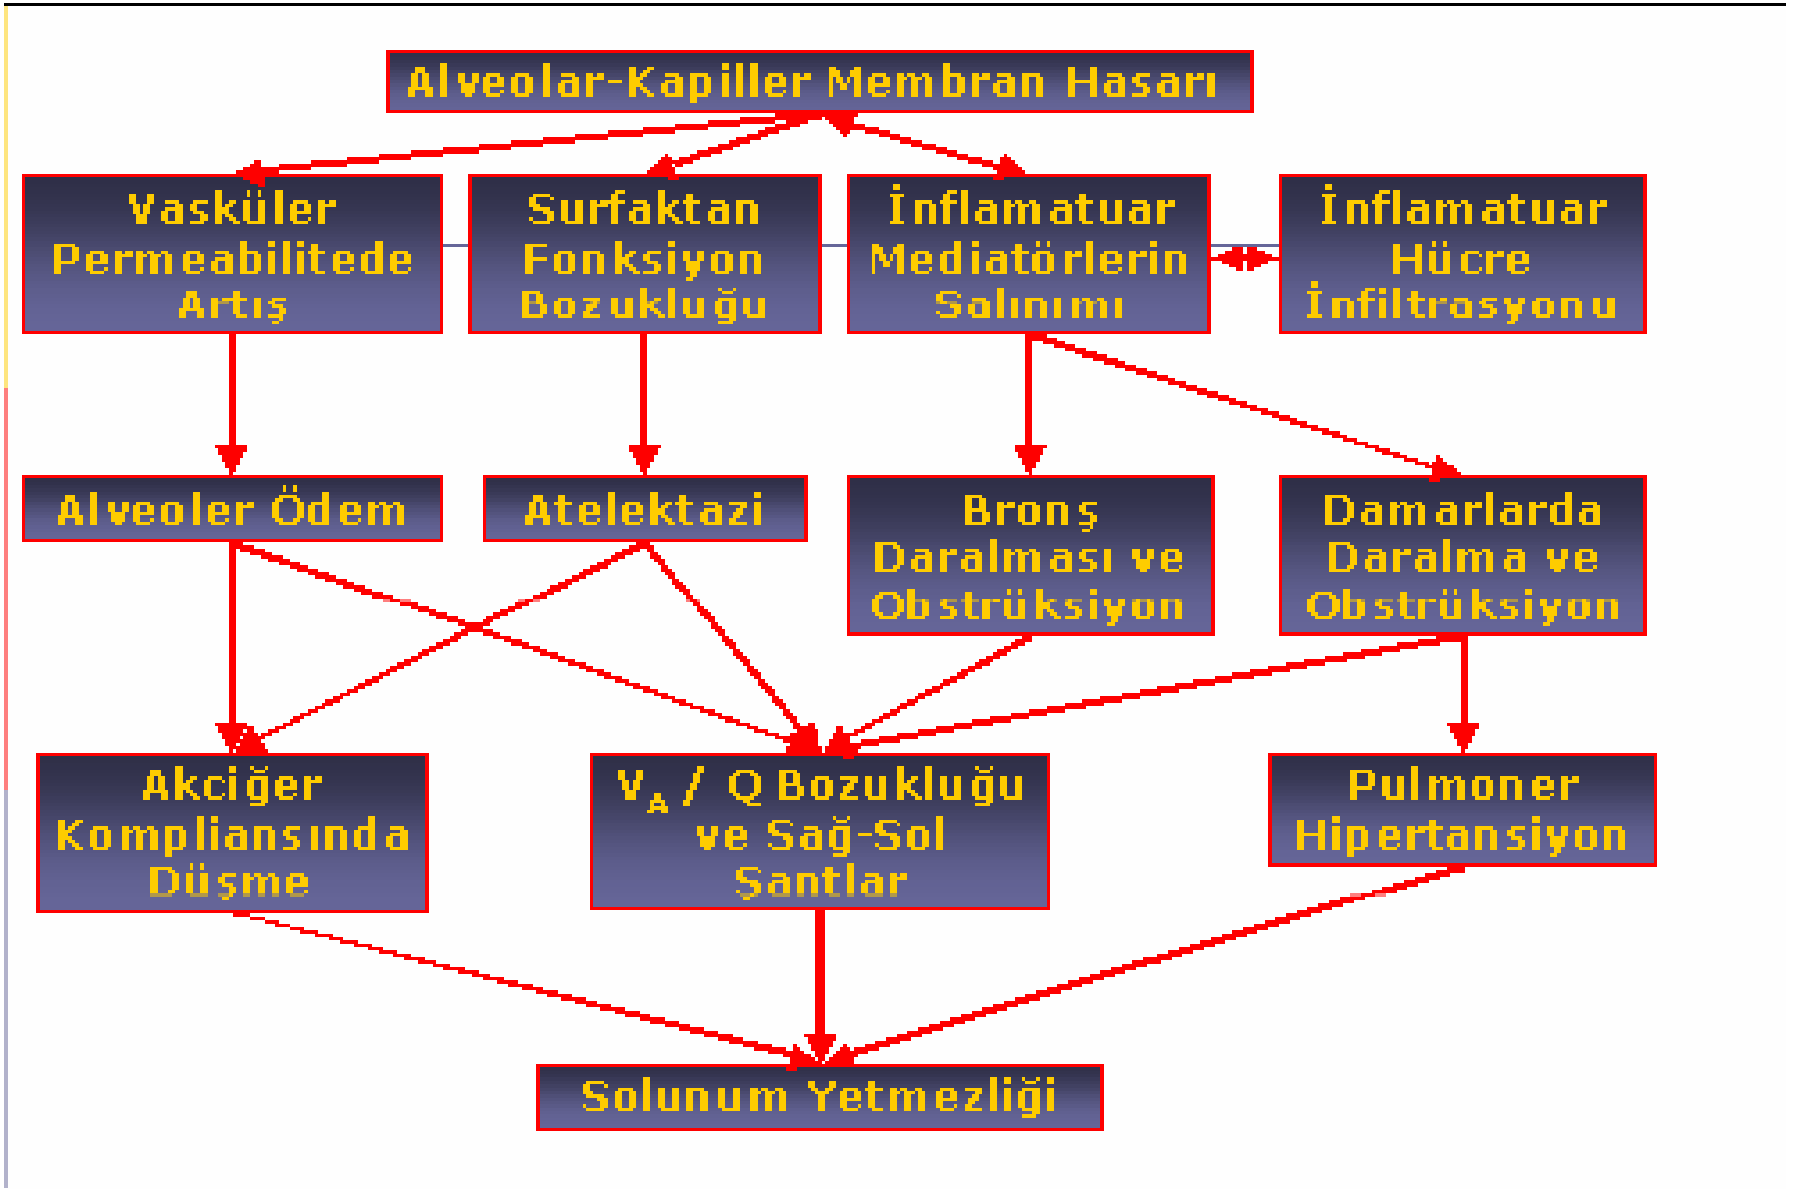 Alveolar-Kapiller Membran Hasarı
Vasküler
Permeabilitede
Artış
Surfaktan
Fonksiyon
Bozukluğu
İnflamatuar
Mediatörlerin
Salınımı
İnflamatuar
Hücre
İnfiltrasyonu
Alveoler Ödem
Atelektazi
Bronş
Daralması ve
Obstrüksiyon
Damarlarda
Daralma ve
Obstrüksiyon
Akciğer
Kompliansında
Düşme
VA / Q Bozukluğu
ve Sağ-Sol
Şantlar
Pulmoner
Hipertansiyon
Solunum Yetmezliği